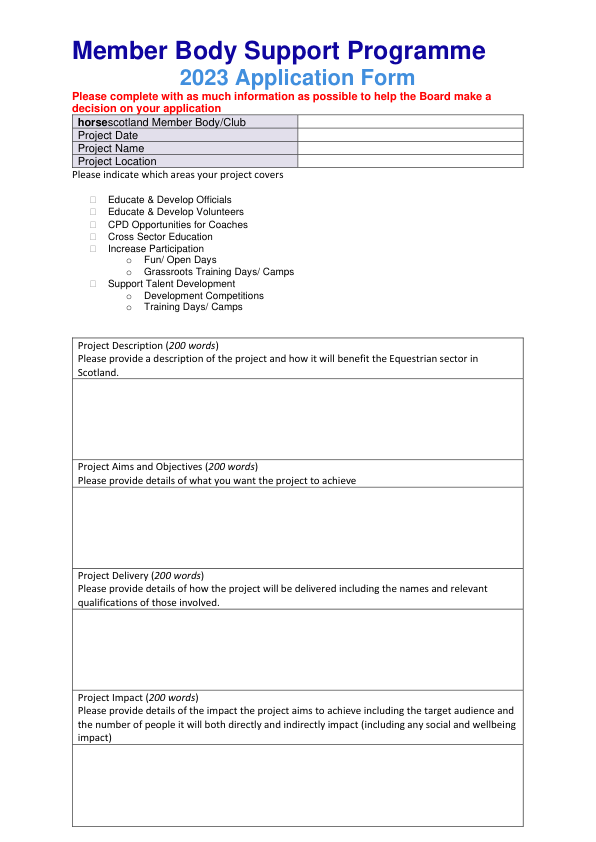 Member Body Support Programme
2023 Application Form
Please complete with as much information as possible to help the Board make a
decision on your application
horsescotland Member Body/Club
Project Date
Project Name
Project Location
Please indicate which areas your project covers
☐ Educate & Develop Officials
☐ Educate & Develop Volunteers
☐ CPD Opportunities for Coaches
☐ Cross Sector Education
☐ Increase Participation
o Fun/ Open Days
o Grassroots Training Days/ Camps
☐ Support Talent Development
o Development Competitions
o Training Days/ Camps
Project Description (200 words)
Please provide a description of the project and how it will benefit the Equestrian sector in
Scotland.
Project Aims and Objectives (200 words)
Please provide details of what you want the project to achieve
Project Delivery (200 words)
Please provide details of how the project will be delivered including the names and relevant
qualifications of those involved.
Project Impact (200 words)
Please provide details of the impact the project aims to achieve including the target audience and
the number of people it will both directly and indirectly impact (including any social and wellbeing
impact)